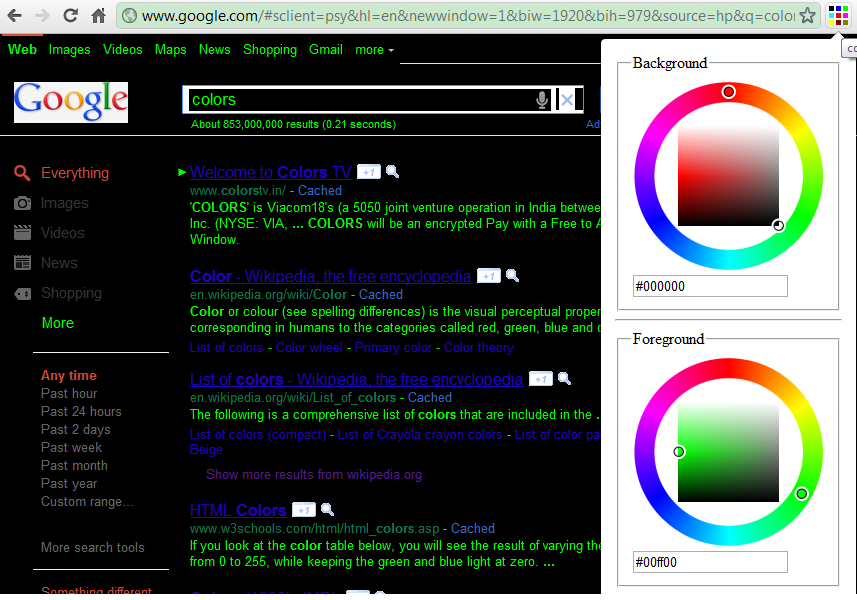 www.google.com/#sclient=psy&hl=en&newwindow=1&biw=1920&bih=979&source=hp&q=color
Web Images Videos Maps News Shopping Gmail more
Google
colors
About 853,000,000 results (0.21 seconds)
Everything
Images
Videos
News
Shopping
More
Any time
Past hour
Past 24 hours
Past 2 days
Past week
Past month
Past year
Custom range...
More search tools
Something different
Welcome to Colors TV +1
www.colorstv.in/ - Cached
'COLORS' is Viacom18's (a 5050 joint venture operation in India betwee
Inc. (NYSE: VIA, ... COLORS will be an encrypted Pay with a Free to A
Window.
Color - Wikipedia, the free encyclopedia +1
en.wikipedia.org/wiki/Color - Cached
Color or colour (see spelling differences) is the visual perceptual proper
corresponding in humans to the categories called red, green, blue and o
List of colors - Color wheel - Primary color - Color theory
List of colors - Wikipedia, the free encyclopedia +1
en.wikipedia.org/wiki/List_of_colors - Cached
The following is a comprehensive list of colors that are included in the .
List of colors (compact) - List of Crayola crayon colors - List of color pa
Beige
Show more results from wikipedia.org
HTML Colors +1
www.w3schools.com/html/html_colors.asp - Cached
If you look at the color table below, you will see the result of varying the
from 0 to 255, while keeping the green and blue light at zero. ...
Background
#000000
Foreground
#00ff00